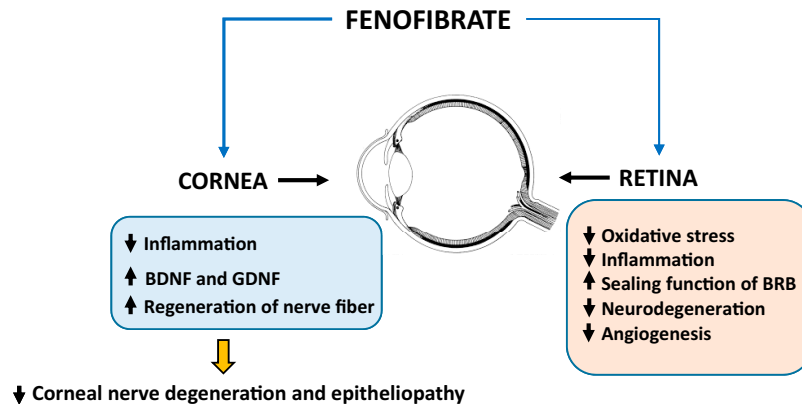 FENOFIBRATE
CORNEA
RETINA
Inflammation
BDNF and GDNF
Regeneration of nerve fiber
Oxidative stress
Inflammation
Sealing function of BRB
Neurodegeneration
Angiogenesis
Corneal nerve degeneration and epitheliopathy